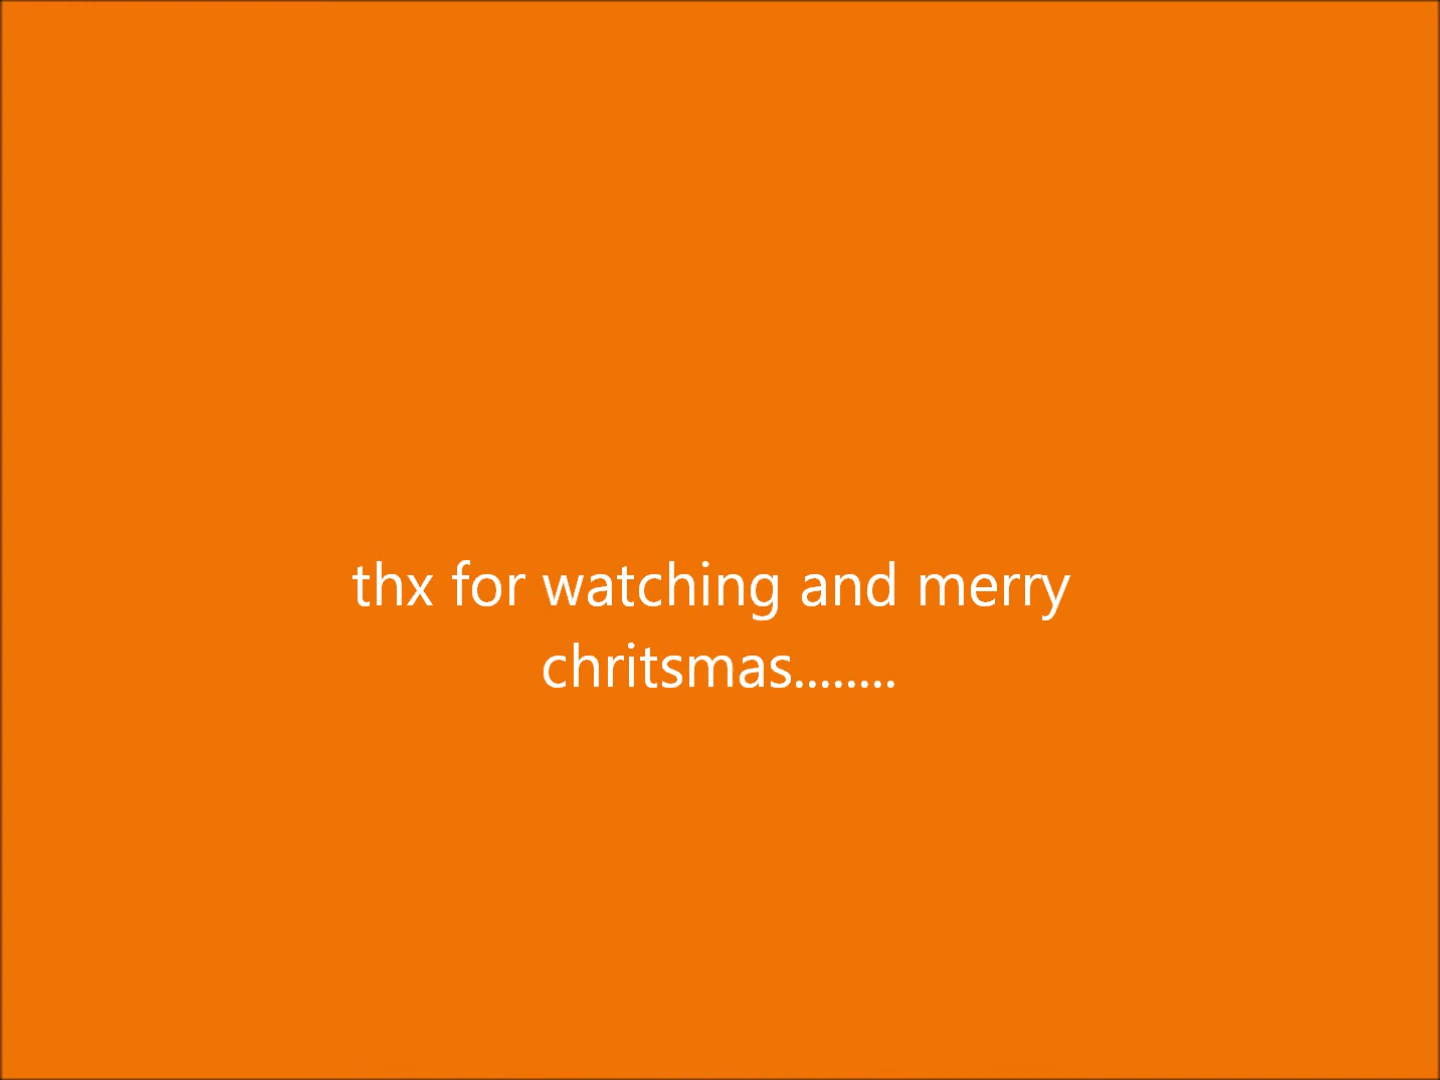 thx for watching and merry
chritsmas........